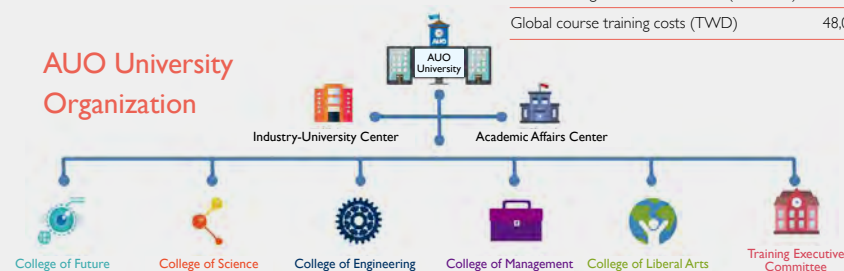 Global course training costs (TWD)
AUO University
Organization
AUO
AUO
University
Industry-University Center
Academic Affairs Center
College of Future
College of Science
College of Engineering
College of Management
College of Liberal Arts
Training Executive
Committee